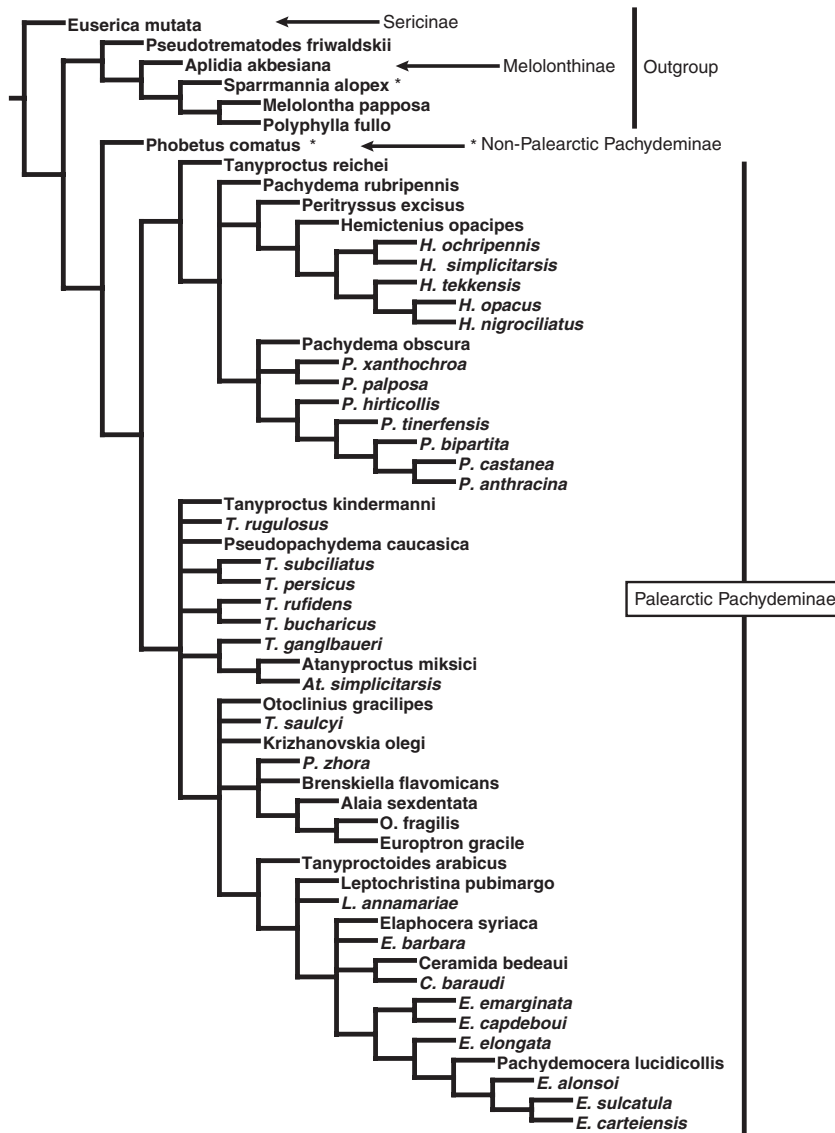 Euserica mutata
Sericinae
Pseudotrematodes friwaldskii
Aplidia akbesiana
Melolonthinae
Outgroup
Sparrmannia alopex *
Melolontha papposa
Polyphylla fullo
Phobetus comatus *
* Non-Palearctic Pachydeminae
Tanyproctus reichei
Pachydema rubripennis
Peritryssus excisus
Hemictenius opacipes
H. ochripennis
H. simplicitarsis
H. tekkensis
H. opacus
H. nigrociliatus
Pachydema obscura
P. xanthochroa
P. palposa
P. hirticollis
P. tinerfensis
P. bipartita
P. castanea
P. anthracina
Tanyproctus kindermanni
T. rugulosus
Pseudopachydema caucasica
T. subciliatus
T. persicus
T. rufidens
Palearctic Pachydeminae
T. bucharicus
T. ganglbaueri
Atanyproctus miksici
At. simplicitarsis
Otoclinius gracilipes
T. saulcyi
Krizhanovskia olegi
P. zhora
Brenskiella flavomicans
Alaia sexdentata
O. fragilis
Europtron gracile
Tanyproctoides arabicus
Leptochristina pubimargo
L. annamariae
Elaphocera syriaca
E. barbara
Ceramida bedeaui
C. baraudi
E. emarginata
E. capdeboui
E. elongata
Pachydemocera lucidicollis
E. alonsoi
E. sulcatula
E. carteiensis